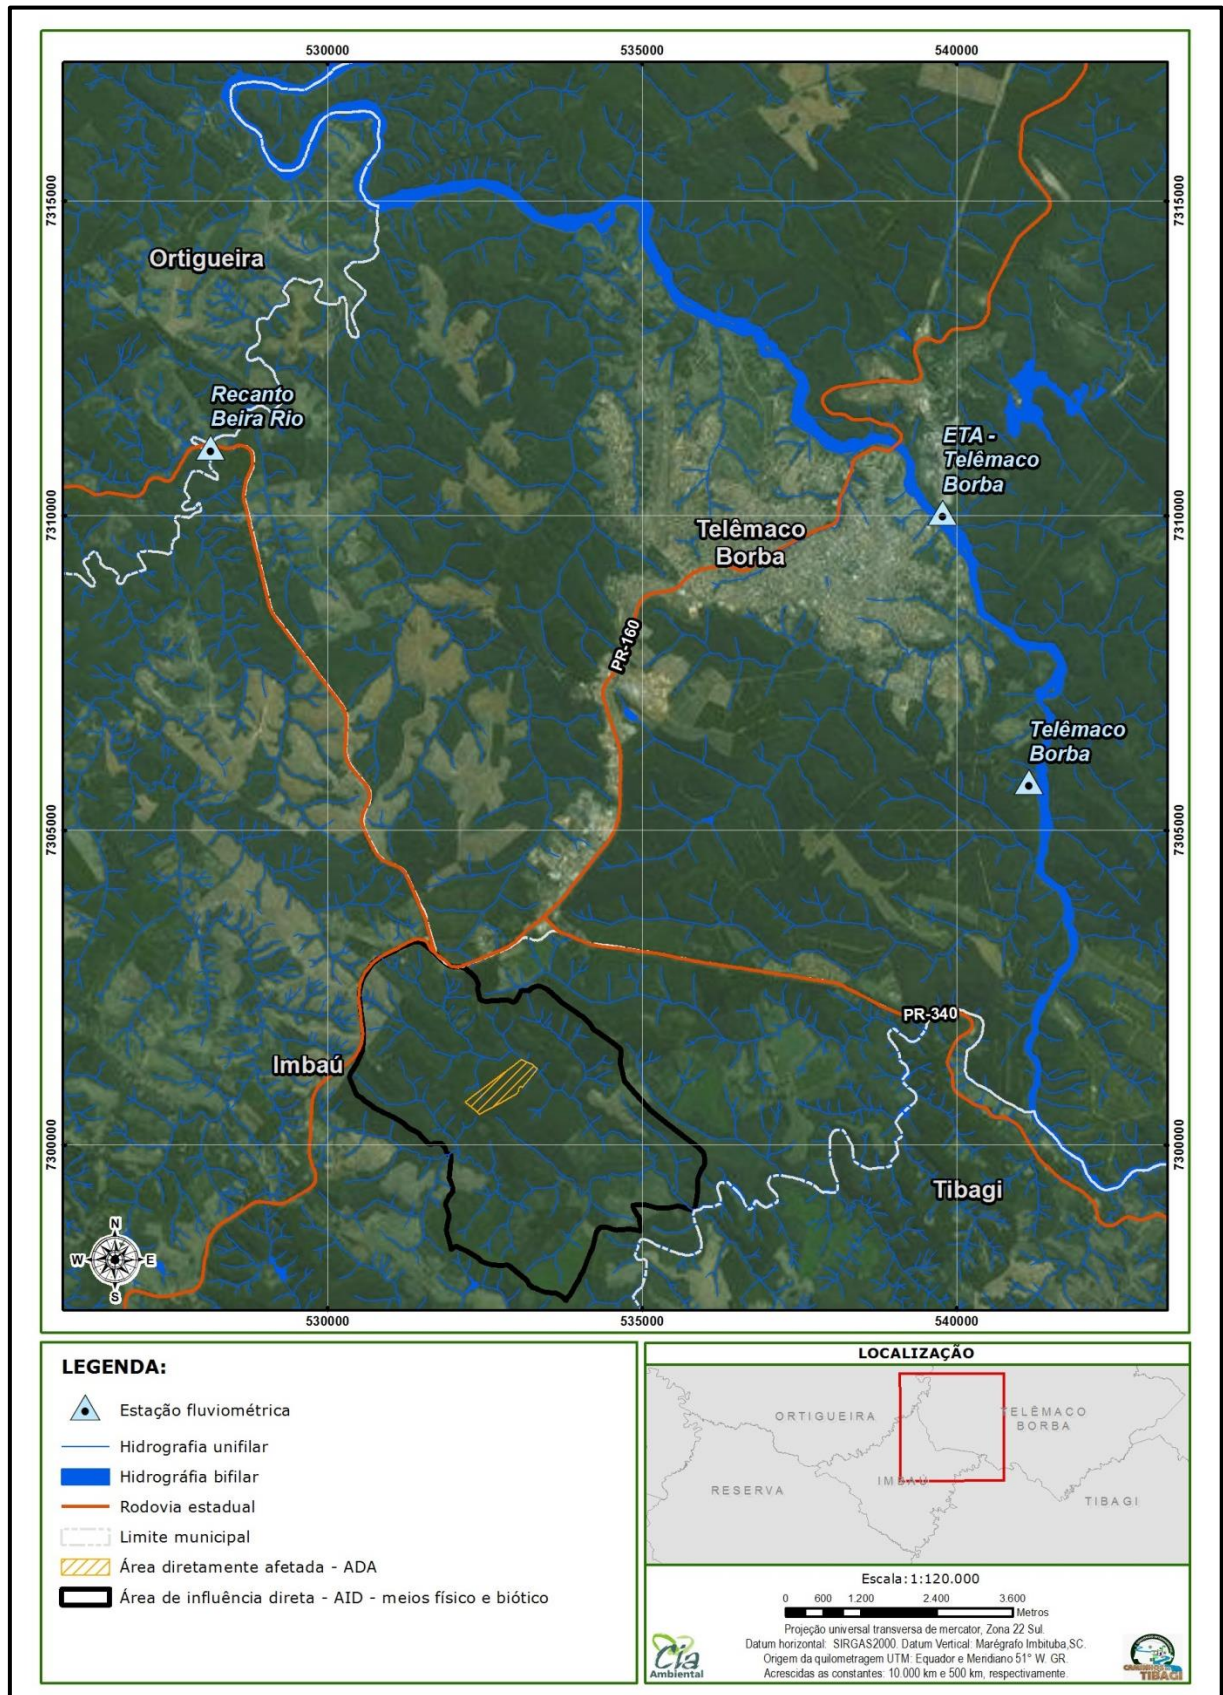 530000
535000
540000
7315000
7315000
Ortigueira
Recanto
Beira Rio
ETA -
Telêmaco
Borba
7310000
7310000
Telêmaco
Borba
PR-160
Telêmaco
Borba
7305000
7305000
PR-340
Imbaú
7300000
7300000
Tibagi
N
W
E
S
530000
535000
540000
LEGENDA:
Estação fluviométrica
Hidrografia unifilar
Hidrográfia bifilar
Rodovia estadual
Limite municipal
Área diretamente afetada - ADA
Área de influência direta - AID - meios físico e biótico
LOCALIZAÇÃO
ORTIGUEIRA
TELÊMACO
BORBA
IMBAÚ
RESERVA
TIBAGI
Escala: 1:120.000
0 600 1.200 2.400 3.600
Metros
Projeção universal transversa de mercator, Zona 22 Sul.
Datum horizontal: SIRGAS2000. Datum Vertical: Marégrafo Imbituba,SC.
Origem da quilometragem UTM: Equador e Meridiano 51° W. GR.
Acrescidas as constantes: 10.000 km e 500 km, respectivamente.
Cia
Ambiental
TIBAGI